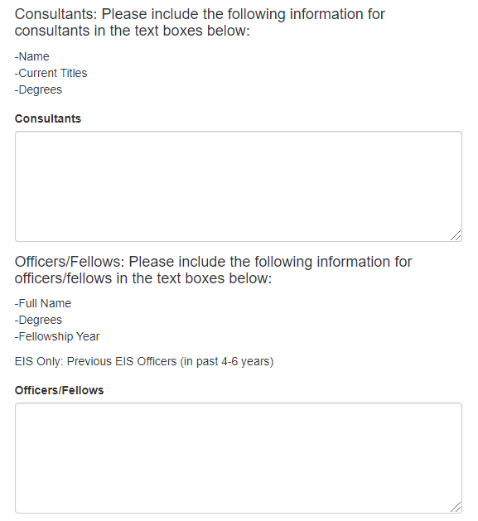 Consultants: Please include the following information for
consultants in the text boxes below:
-Name
-Current Titles
-Degrees
Consultants
Officers/Fellows: Please include the following information for
officers/fellows in the text boxes below:
-Full Name
-Degrees
-Fellowship Year
EIS Only: Previous EIS Officers (in past 4-6 years)
Officers/Fellows